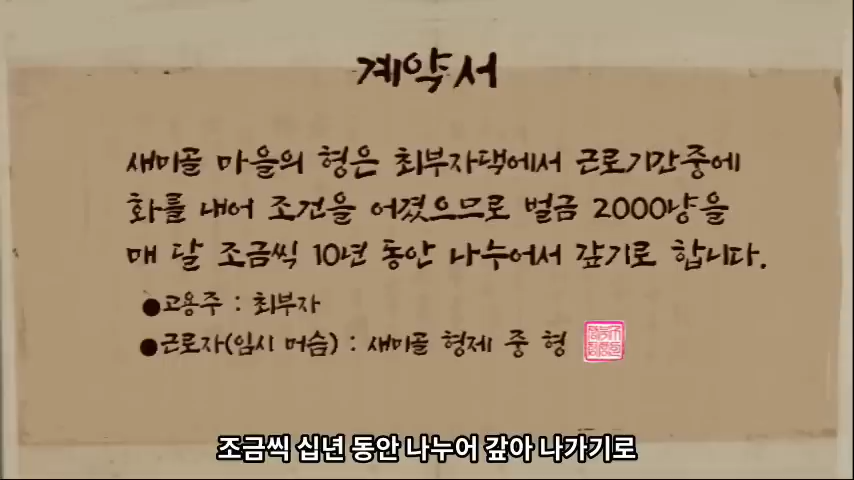 계약서
새미골 마을의 형은 최부자댁에서 근로기간중에
화를 내어 조건을 어겼으므로 벌금 2000냥을
매 달 조금씩 10년 동안 나누어서 갚기로 합니다.
●고용주 : 최부자
●근로자(임시 머슴) : 새미골 형제 중 형
조금씩 십년 동안 나누어 갚아 나가기로